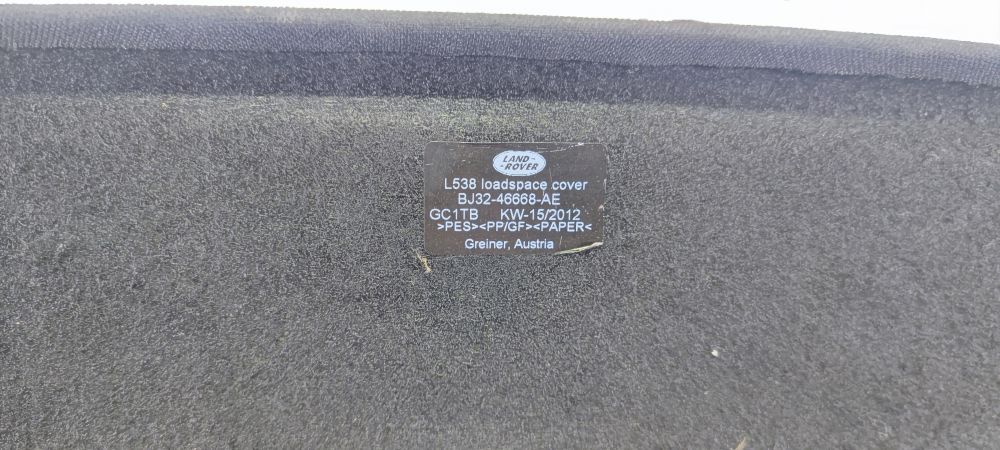 LAND-
-ROVER
L538 loadspace cover
BJ32-46668-AE
GC1TB KW-15/2012
>PES><PP/GF><PAPER<
Greiner, Austria